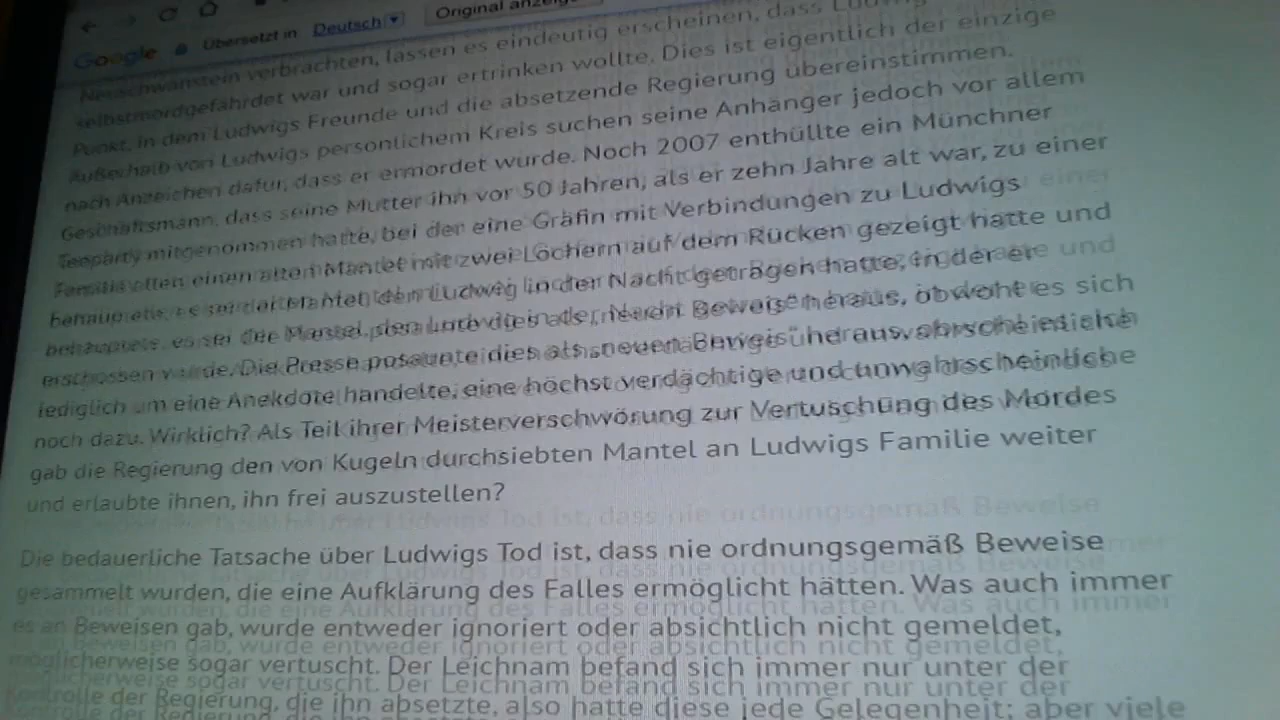 Google Übersetzt in Deutsch Original
Neuschwanstein verbrachten, lassen es eindeutig erscheinen, dass
selbstmordgefährdet war und sogar ertrinken wollte. Dies ist eigentlich der einzige
Punkt, in dem Ludwigs Freunde und die absetzende Regierung übereinstimmen.
Außerhalb von Ludwigs persönlichem Kreis suchen seine Anhänger jedoch vor allem
nach Anzeichen dafür, dass er ermordet wurde. Noch 2007 enthüllte ein Münchner
Geschäftsmann, dass seine Mutter ihn vor 50 Jahren, als er zehn Jahre alt war, zu einer
Teeparty mitgenommen hatte, bei der eine Gräfin mit Verbindungen zu Ludwigs
Familie allen einen alten Mantel mit zwei Löchern auf dem Rücken gezeigt hatte und
behauptete, es sei der Mantel, den Ludwig in der Nacht getragen hatte, in der er
erschossen wurde. Die Presse posaunte dies als „neuen Beweis" heraus, obwohl es sich
lediglich um eine Anekdote handelte, eine höchst verdächtige und unwahrscheinliche
noch dazu. Wirklich? Als Teil ihrer Meisterverschwörung zur Vertuschung des Mordes
gab die Regierung den von Kugeln durchsiebten Mantel an Ludwigs Familie weiter
und erlaubte ihnen, ihn frei auszustellen?
Die bedauerliche Tatsache über Ludwigs Tod ist, dass nie ordnungsgemäß Beweise
gesammelt wurden, die eine Aufklärung des Falles ermöglicht hätten. Was auch immer
es an Beweisen gab, wurde entweder ignoriert oder absichtlich nicht gemeldet,
möglicherweise sogar vertuscht. Der Leichnam befand sich immer nur unter der
Kontrolle der Regierung, die ihn absetzte, also hatte diese jede Gelegenheit; aber viele